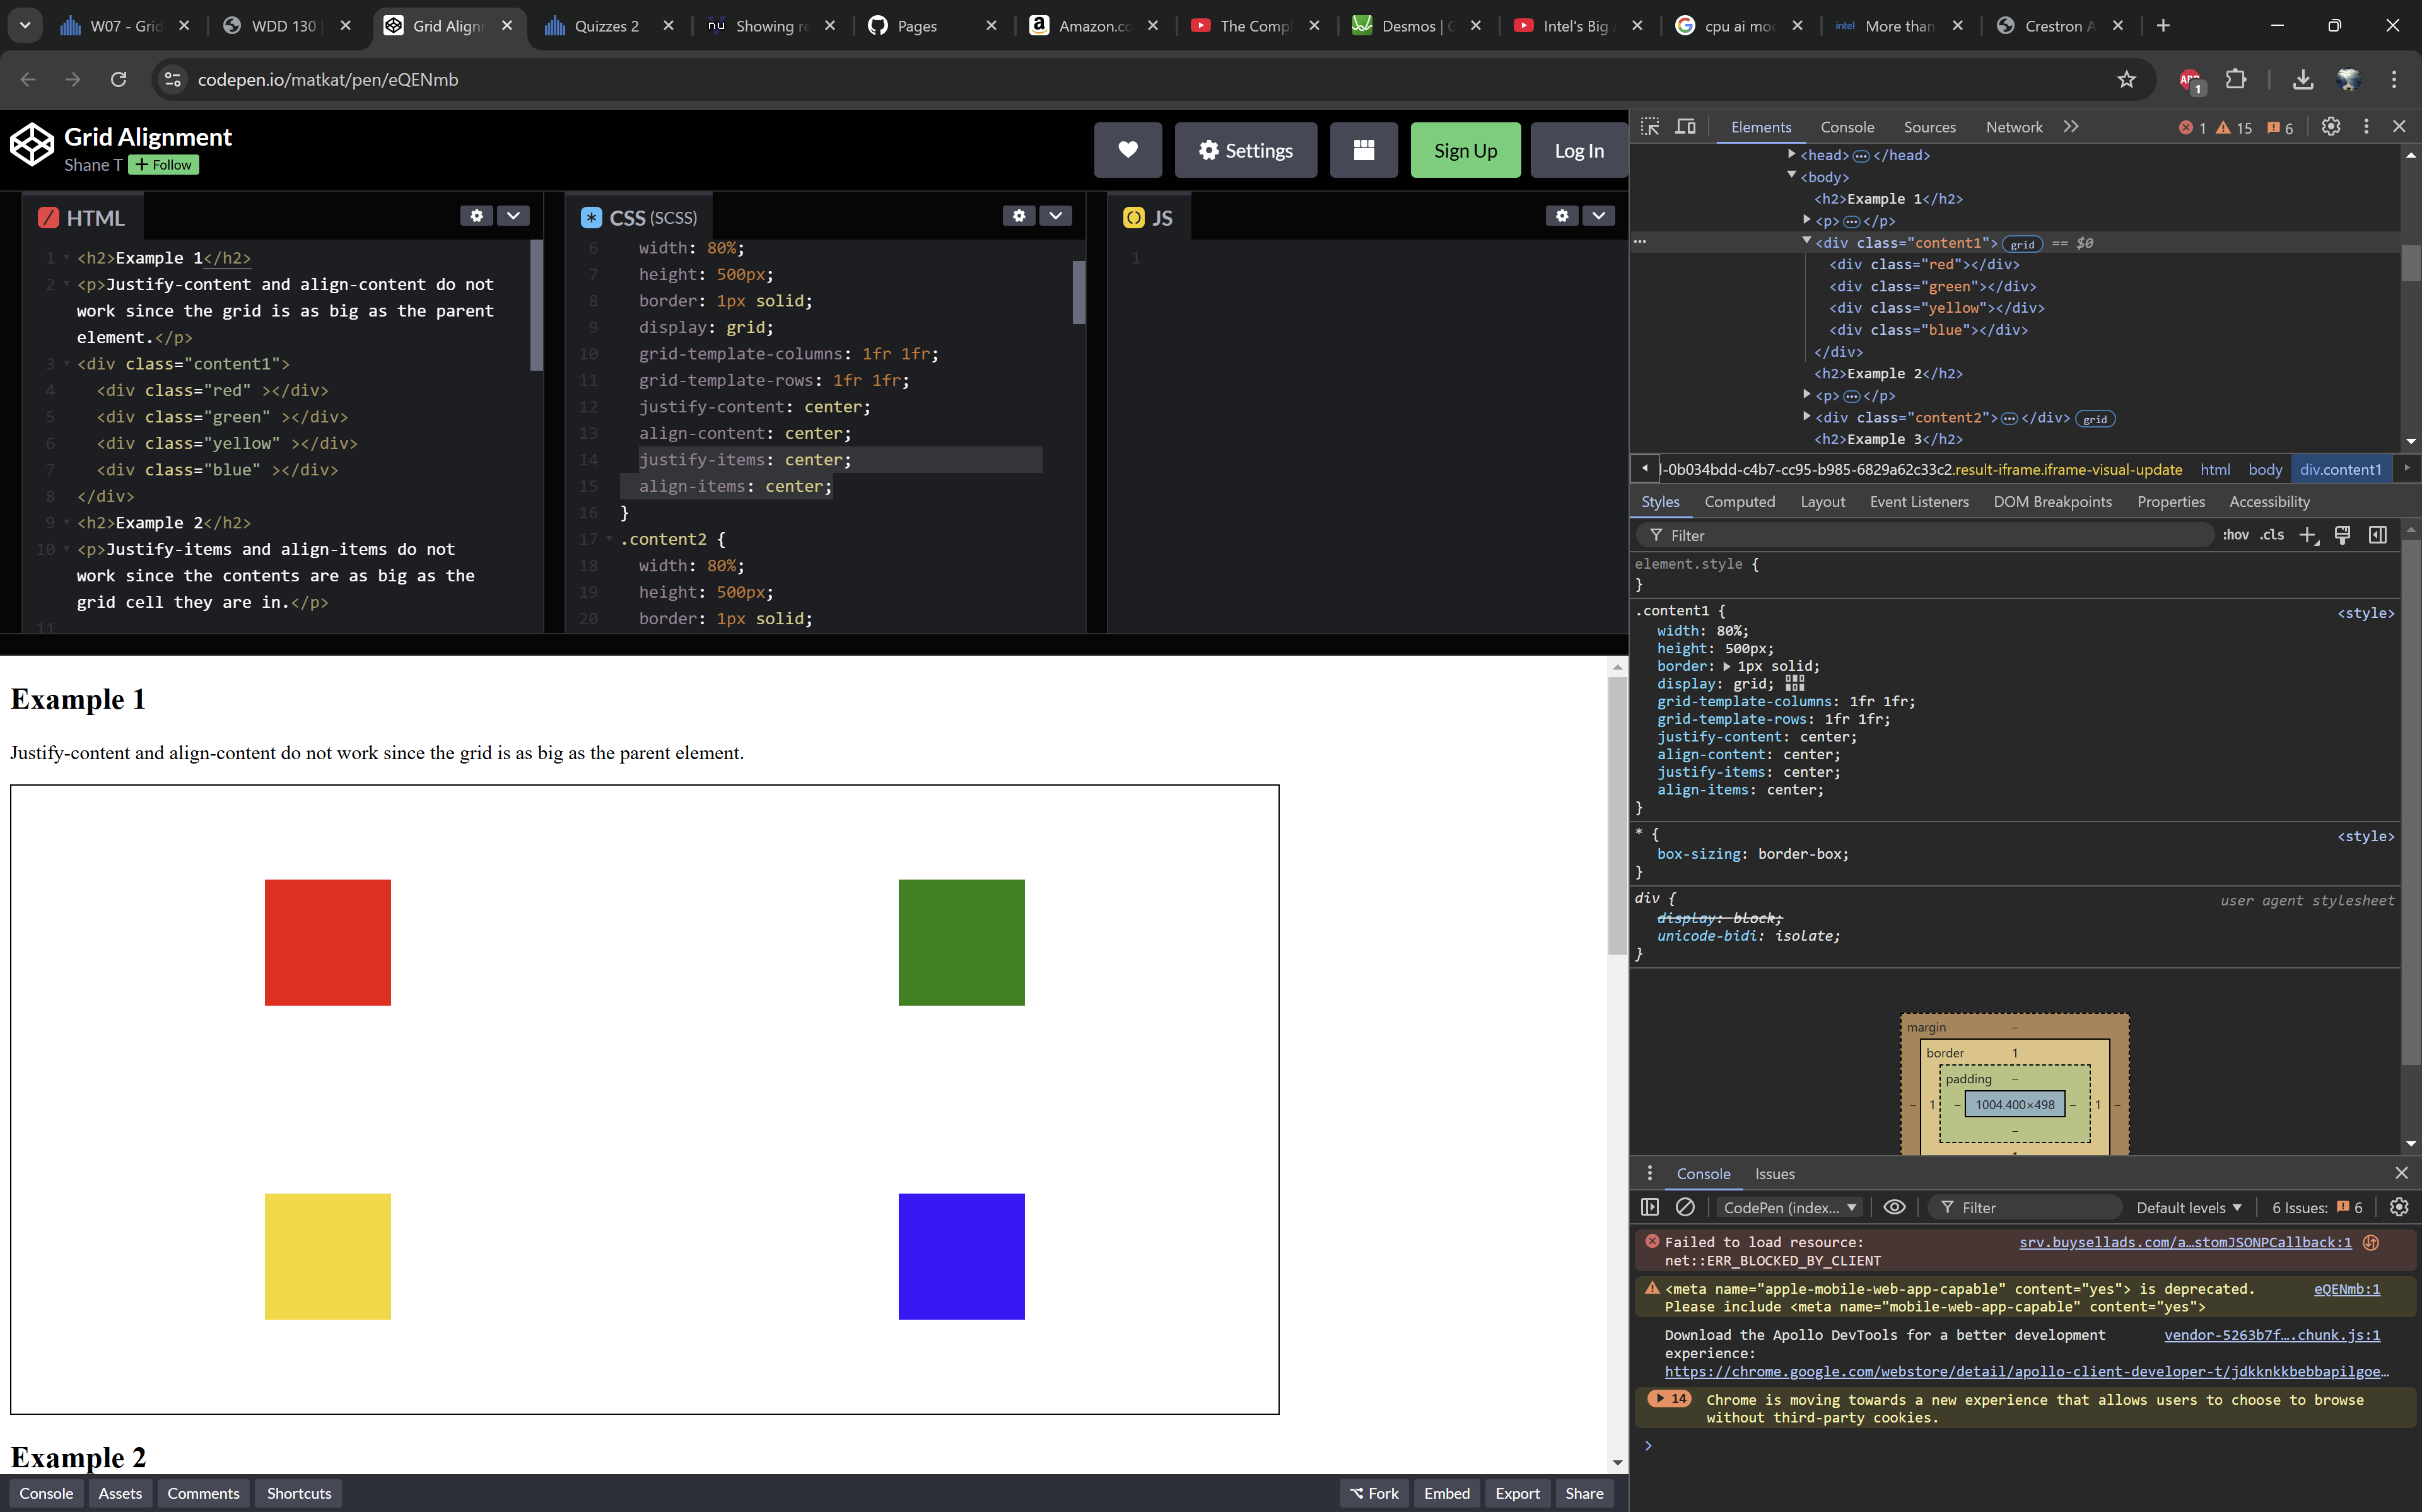 W07 - Grid
WDD 130
Grid Alignm
Quizzes 2
Showing re
Pages
Amazon.co
The Compl
Desmos | G
Intel's Big A
cpu ai mod
intel More than
Crestron A
codepen.io/matkat/pen/eQENmb
ABP
1
Grid Alignment
Shane T + Follow
Settings
Sign Up
Log In
HTML
1 <h2>Example 1</h2>
2 <p>Justify-content and align-content do not
work since the grid is as big as the parent
element.</p>
3 <div class="content1">
4 <div class="red" ></div>
5 <div class="green" ></div>
6 <div class="yellow" ></div>
7 <div class="blue" ></div>
8 </div>
9 <h2>Example 2</h2>
10 <p>Justify-items and align-items do not
work since the contents are as big as the
grid cell they are in.</p>
11
CSS (SCSS)
6 width: 80%;
7 height: 500px;
8 border: 1px solid;
9 display: grid;
10 grid-template-columns: 1fr 1fr;
11 grid-template-rows: 1fr 1fr;
12 justify-content: center;
13 align-content: center;
14 justify-items: center;
15 align-items: center;
16 }
17 .content2 {
18 width: 80%;
19 height: 500px;
20 border: 1px solid;
JS
1
Example 1
Justify-content and align-content do not work since the grid is as big as the parent element.
Example 2
Console Assets Comments Shortcuts
Fork Embed Export Share
Elements Console Sources Network 1 15 6
<head>…</head>
<body>
<h2>Example 1</h2>
<p>…</p>
… <div class="content1"> grid == $0
<div class="red"></div>
<div class="green"></div>
<div class="yellow"></div>
<div class="blue"></div>
</div>
<h2>Example 2</h2>
<p>…</p>
<div class="content2">…</div> grid
<h2>Example 3</h2>
l-0b034bdd-c4b7-cc95-b985-6829a62c33c2.result-iframe.iframe-visual-update html body div.content1
Styles Computed Layout Event Listeners DOM Breakpoints Properties Accessibility
Filter :hov .cls
element.style {
}
.content1 { <style>
width: 80%;
height: 500px;
border: 1px solid;
display: grid;
grid-template-columns: 1fr 1fr;
grid-template-rows: 1fr 1fr;
justify-content: center;
align-content: center;
justify-items: center;
align-items: center;
}
* { <style>
box-sizing: border-box;
}
div { user agent stylesheet
display: block;
unicode-bidi: isolate;
}
margin –
border 1
padding –
– 1 – 1004.400×498 – 1 –
–
Console Issues
CodePen (index... Filter Default levels 6 Issues: 6
Failed to load resource: srv.buysellads.com/a…stomJSONPCallback:1
net::ERR_BLOCKED_BY_CLIENT
<meta name="apple-mobile-web-app-capable" content="yes"> is deprecated. eQENmb:1
Please include <meta name="mobile-web-app-capable" content="yes">
Download the Apollo DevTools for a better development vendor-5263b7f….chunk.js:1
experience:
https://chrome.google.com/webstore/detail/apollo-client-developer-t/jdkknkkbebbapilgoe…
14 Chrome is moving towards a new experience that allows users to choose to browse
without third-party cookies.